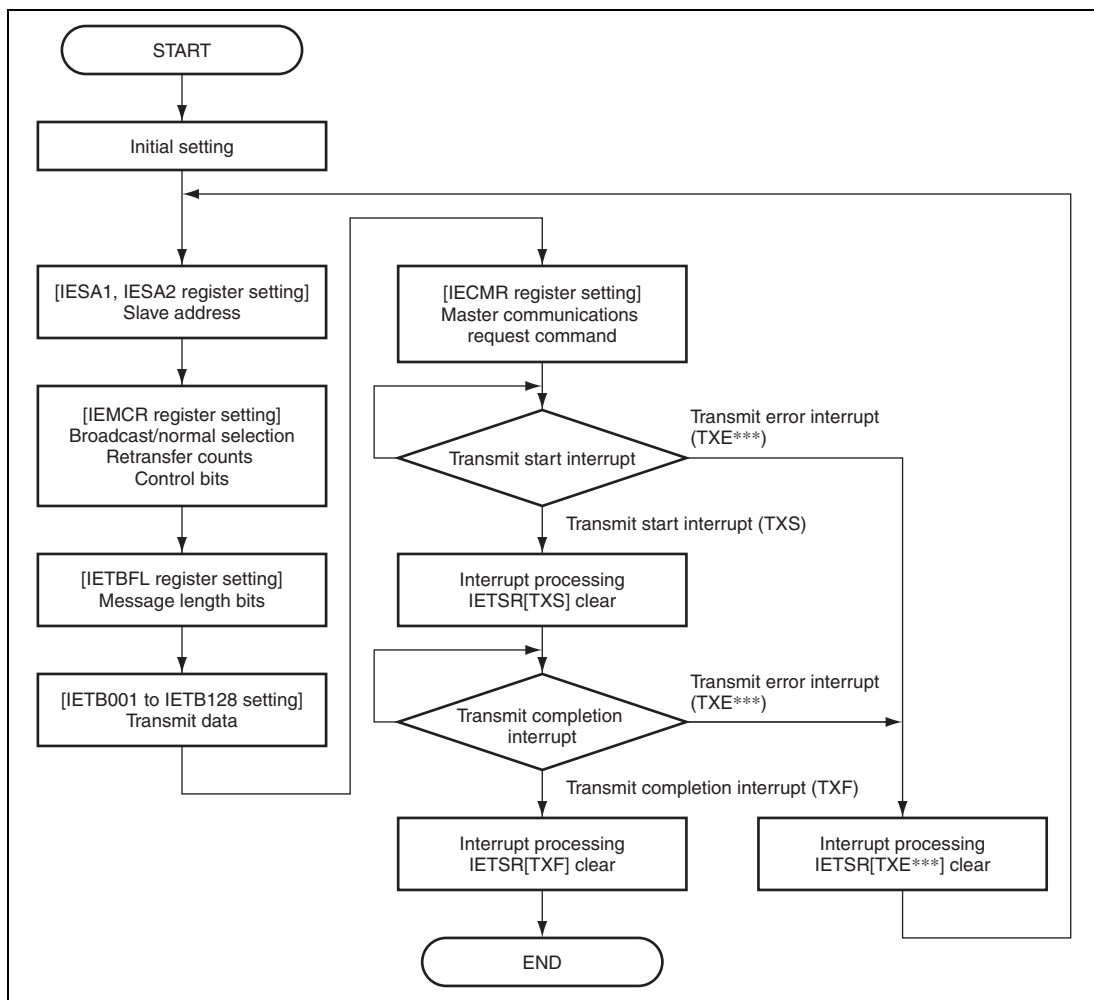 START
Initial setting
[IESA1, IESA2 register setting]
Slave address
[IEMCR register setting]
Broadcast/normal selection
Retransfer counts
Control bits
[IETBFL register setting]
Message length bits
[IETB001 to IETB128 setting]
Transmit data
[IECMR register setting]
Master communications
request command
Transmit start interrupt
Transmit error interrupt
(TXE***)
Transmit start interrupt (TXS)
Interrupt processing
IETSR[TXS] clear
Transmit completion
interrupt
Transmit error interrupt
(TXE***)
Transmit completion interrupt (TXF)
Interrupt processing
IETSR[TXF] clear
Interrupt processing
IETSR[TXE***] clear
END